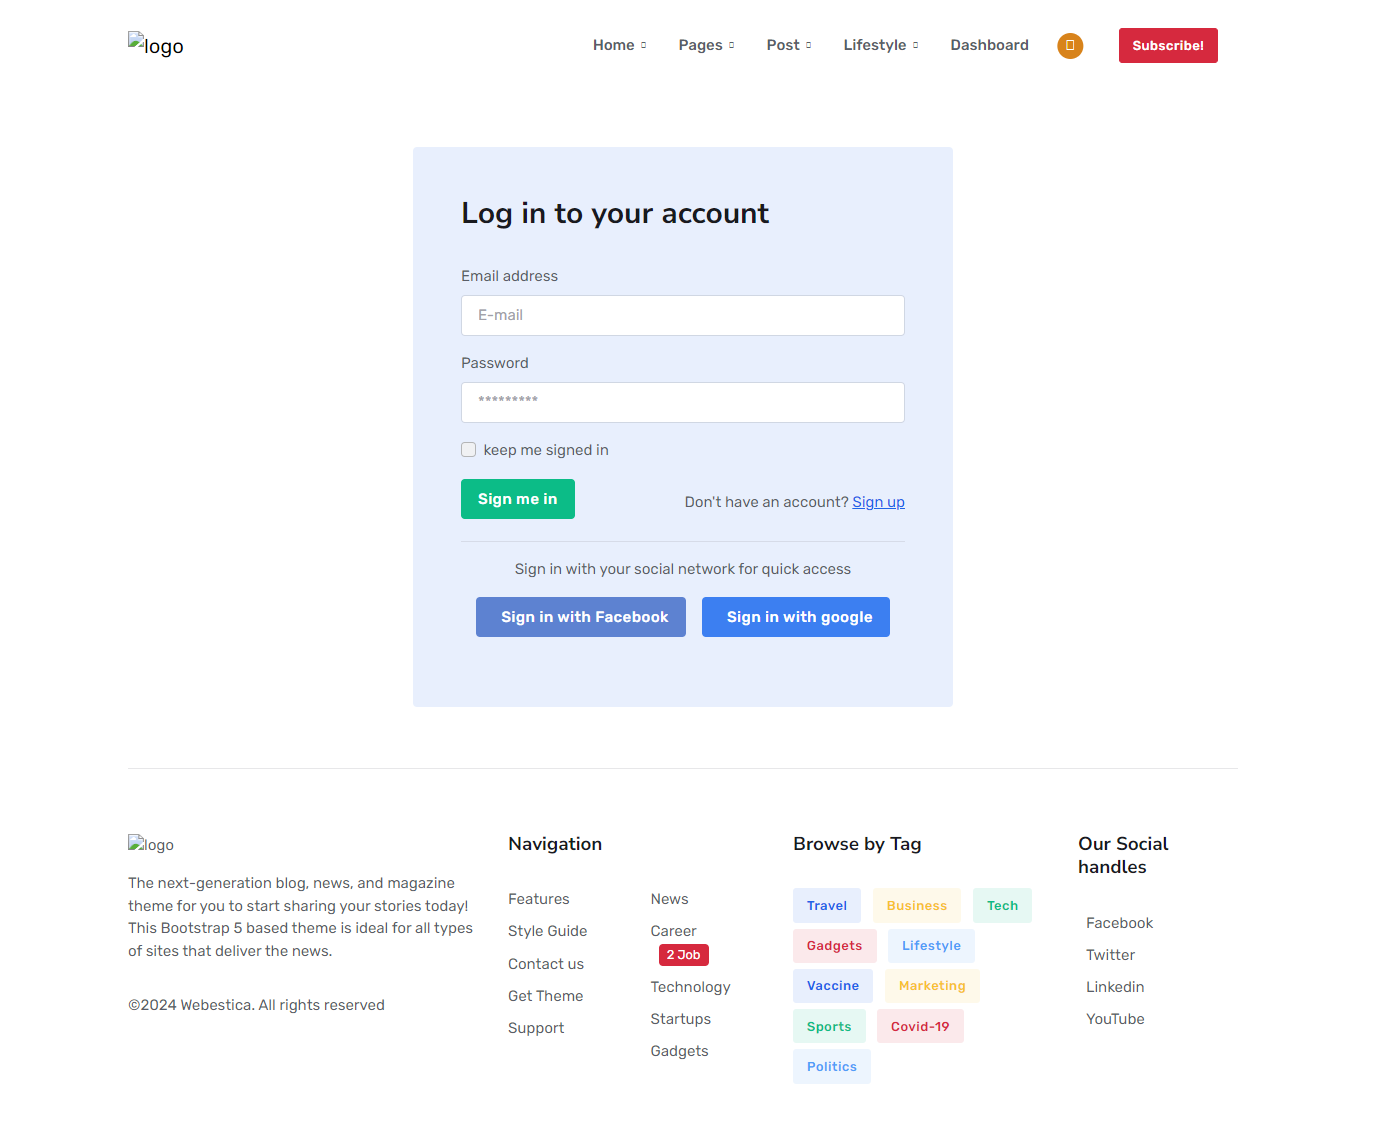 logo
Home Pages Post Lifestyle Dashboard Subscribe!
Log in to your account
Email address
E-mail
Password
*********
keep me signed in
Sign me in
Don't have an account? Sign up
Sign in with your social network for quick access
Sign in with Facebook Sign in with google
logo
The next-generation blog, news, and magazine
theme for you to start sharing your stories today!
This Bootstrap 5 based theme is ideal for all types
of sites that deliver the news.
©2024 Webestica. All rights reserved
Navigation
Features
Style Guide
Contact us
Get Theme
Support
News
Career
2 Job
Technology
Startups
Gadgets
Browse by Tag
Travel Business Tech
Gadgets Lifestyle
Vaccine Marketing
Sports Covid-19
Politics
Our Social
handles
Facebook
Twitter
Linkedin
YouTube